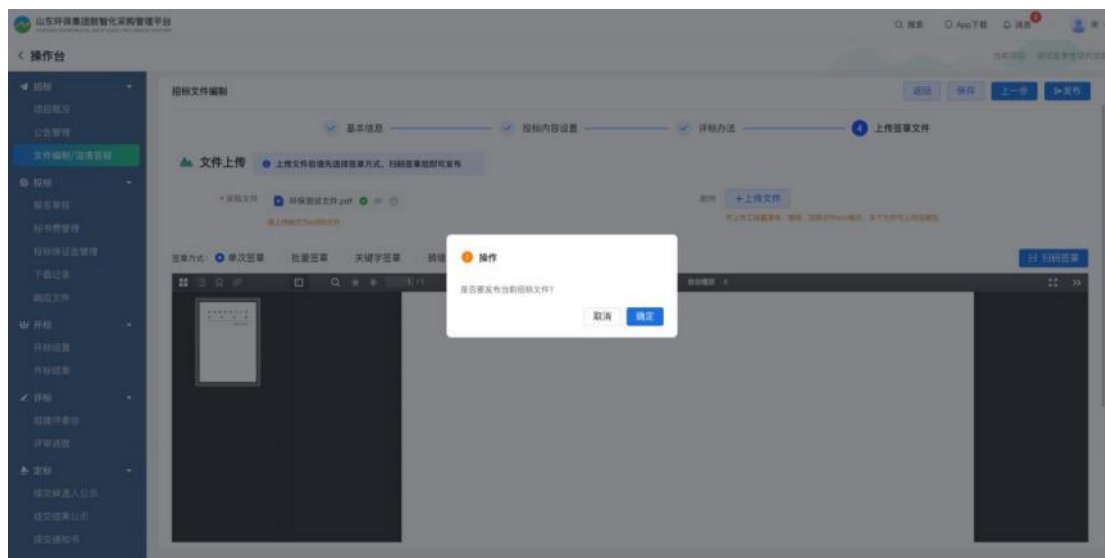 山东环保集团数智化采购管理平台
搜索 App下载 消息
< 操作台
招标
项目概况
公告管理
文件编制/澄清答疑
投标
报名审核
标书费管理
投标保证金管理
下载记录
响应文件
开标
开标设置
开标结果
评标
组建评委会
评审进度
定标
成交候选人公示
成交结果公示
成交通知书
招标文件编制
返回 保存 上一步 发布
基本信息 投标内容设置 评标办法 4 上传签章文件
文件上传 上传文件前请先选择签章方式，扫码签章后即可发布
* 采购文件 环保测试文件.pdf
附件 +上传文件
签章方式: 单次签章 批量签章 关键字签章 骑缝
扫码签章
1 / 1
自动缩放
操作
是否要发布当前招标文件?
取消 确定